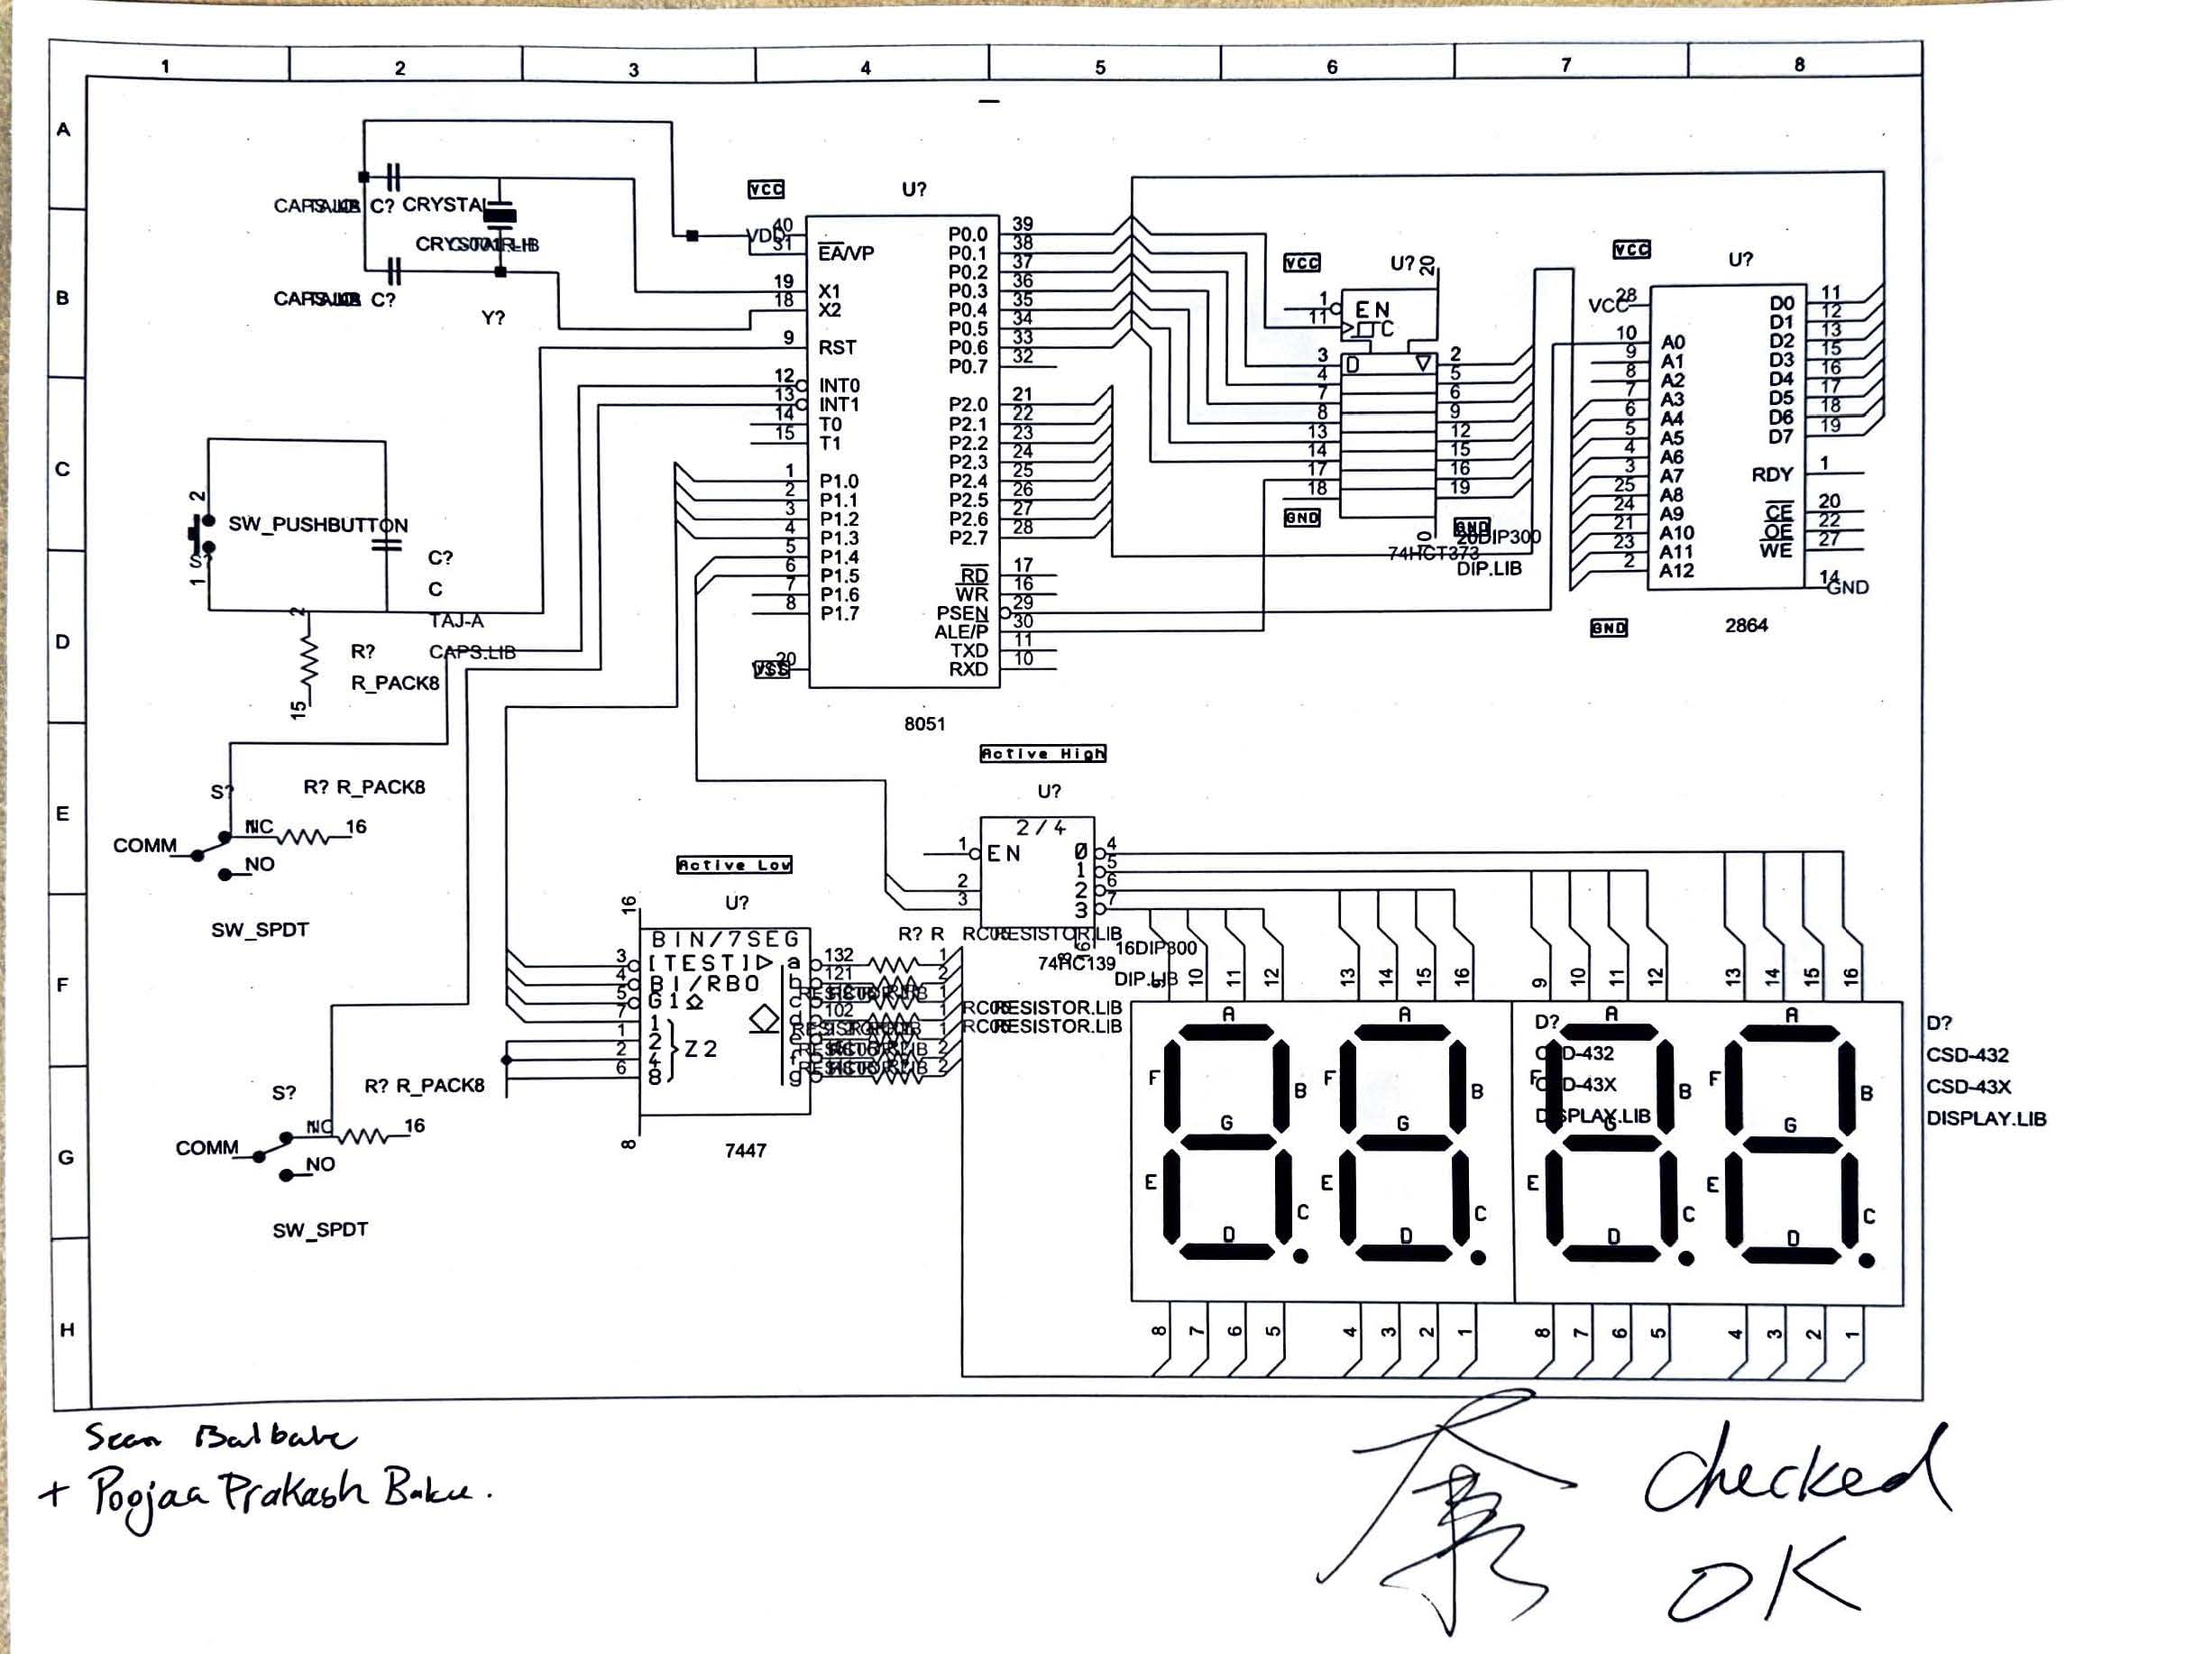 1 2 3 4 5 6 7 8
A
B
C
D
E
F
G
H
CAPS.LIB C? CRYSTAL
CAPS.LIB C?
Y?
VCC
U?
VDD
40
31
19
18
9
12
13
14
15
1
2
3
4
5
6
7
8
20
VSS
EA/VP
X1
X2
RST
INT0
INT1
T0
T1
P1.0
P1.1
P1.2
P1.3
P1.4
P1.5
P1.6
P1.7
P0.0 39
P0.1 38
P0.2 37
P0.3 36
P0.4 35
P0.5 34
P0.6 33
P0.7 32
P2.0 21
P2.1 22
P2.2 23
P2.3 24
P2.4 25
P2.5 26
P2.6 27
P2.7 28
RD 17
WR 16
PSEN 29
ALE/P 30
TXD 11
RXD 10
8051
VCC
U? 20
1 EN
11 C
3 D 2
4 5
7 6
8 9
13 12
14 15
17 16
18 19
GND
GND
20DIP300
74HCT373
DIP.LIB
VCC
U?
VCC 28
10 A0
9 A1
8 A2
7 A3
6 A4
5 A5
4 A6
3 A7
25 A8
24 A9
21 A10
23 A11
2 A12
D0 11
D1 12
D2 13
D3 15
D4 16
D5 17
D6 18
D7 19
RDY 1
CE 20
OE 22
WE 27
14 GND
GND
2864
2
SW_PUSHBUTTON
S?
1
C?
C
TAJ-A
CAPS.LIB
2
R?
R_PACK8
15
S?
R? R_PACK8
NC 16
COMM
NO
SW_SPDT
S?
R? R_PACK8
NC 16
COMM
NO
SW_SPDT
Active High
U?
2/4
1 EN 0 4
1 5
2 2 6
3 3 7
16DIP300
74HC139
DIP.LIB
Active Low
U?
16
BIN/7SEG
3 [TEST] a
4 BI/RBO b
5 G1 c
7 1 d
1 2 e
2 4 Z2 f
6 8 g
8
7447
R? R RC05 RESISTOR.LIB
RC05 RESISTOR.LIB
RC05 RESISTOR.LIB
9 10 11 12 13 14 15 16 9 10 11 12 13 14 15 16
A A A A
F B F B F B F B
G G G G
E C E C E C E C
D D D D
D?
CSD-432
CSD-43X
DISPLAY.LIB
D?
CSD-432
CSD-43X
DISPLAY.LIB
8 7 6 5 4 3 2 1 8 7 6 5 4 3 2 1
+ Poojaa Prakash
checked
OK